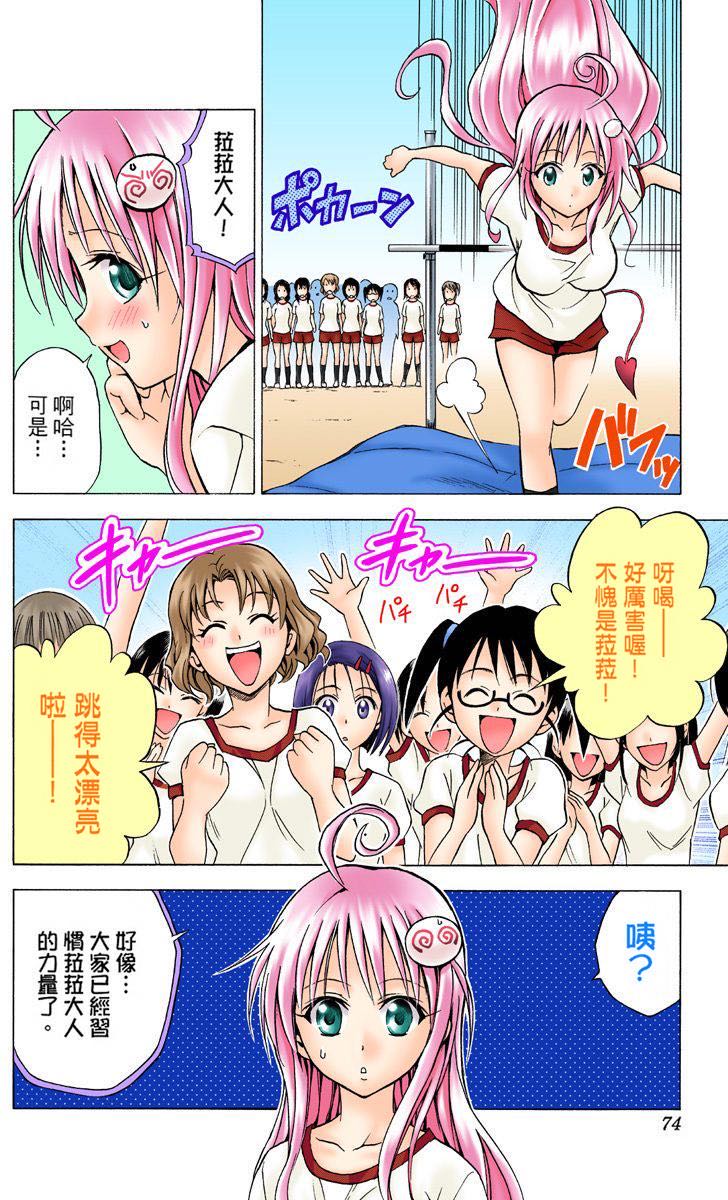 ポカーン
バフッ
菈菈大人！
啊哈…
可是…
呀喝——
好厲害喔！
不愧是菈菈！
キャー
パチ
パチ
キャー
跳得太漂亮
啦——！
咦？
好像…
大家已經習
慣菈菈大人
的力量了。
74